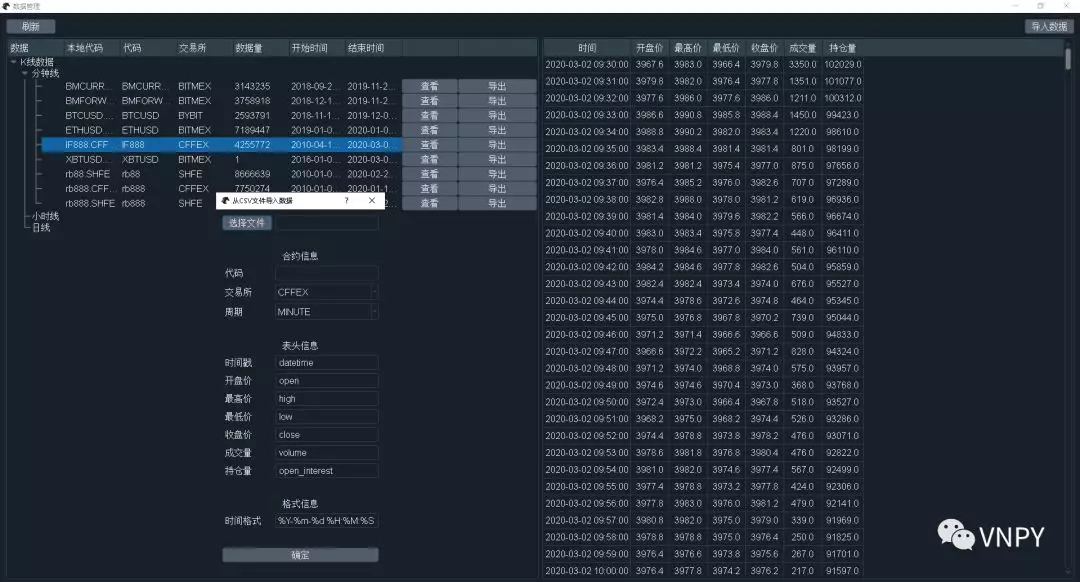 数据管理
刷新
导入数据
数据 本地代码 代码 交易所 数据量 开始时间 结束时间
K线数据
分钟线
BMCURR... BMCURR... BITMEX 3143235 2018-09-2... 2019-11-2... 查看 导出
BMFORW... BMFORW... BITMEX 3758918 2018-12-1... 2019-11-2... 查看 导出
BTCUSD.... BTCUSD BYBIT 2593791 2018-11-1... 2019-12-0... 查看 导出
ETHUSD.... ETHUSD BITMEX 7189447 2019-01-0... 2020-01-0... 查看 导出
IF888.CFF... IF888 CFFEX 4255772 2010-04-1... 2020-03-0... 查看 导出
XBTUSD.... XBTUSD BITMEX 1 2016-01-0... 2020-03-0... 查看 导出
rb88.SHFE rb88 SHFE 8666639 2010-01-0... 2020-02-2... 查看 导出
rb888.CFF... rb888 CFFEX 7750274 2010-01-0... 2020-01-1... 查看 导出
rb888.SHFE rb888 SHFE 查看 导出
小时线
日线
从CSV文件导入数据 ?
选择文件
合约信息
代码
交易所 CFFEX
周期 MINUTE
表头信息
时间戳 datetime
开盘价 open
最高价 high
最低价 low
收盘价 close
成交量 volume
持仓量 open_interest
格式信息
时间格式 %Y-%m-%d %H:%M:%S
确定
时间 开盘价 最高价 最低价 收盘价 成交量 持仓量
2020-03-02 09:30:00 3967.6 3983.0 3966.4 3979.8 3350.0 102029.0
2020-03-02 09:31:00 3979.8 3982.0 3976.4 3977.8 1351.0 101077.0
2020-03-02 09:32:00 3977.6 3986.0 3977.6 3986.0 1211.0 100312.0
2020-03-02 09:33:00 3986.6 3990.8 3985.8 3988.4 1450.0 99423.0
2020-03-02 09:34:00 3988.8 3990.2 3982.0 3983.4 1220.0 98610.0
2020-03-02 09:35:00 3983.4 3988.4 3981.4 3981.4 801.0 98199.0
2020-03-02 09:36:00 3981.2 3981.2 3975.4 3977.0 875.0 97656.0
2020-03-02 09:37:00 3976.4 3985.2 3976.0 3982.6 707.0 97289.0
2020-03-02 09:38:00 3982.8 3988.0 3978.0 3981.2 619.0 96936.0
2020-03-02 09:39:00 3981.4 3984.0 3979.6 3982.2 566.0 96674.0
2020-03-02 09:40:00 3983.0 3983.4 3975.8 3977.4 448.0 96411.0
2020-03-02 09:41:00 3978.0 3984.6 3977.0 3984.0 561.0 96110.0
2020-03-02 09:42:00 3984.2 3984.6 3977.8 3982.6 504.0 95859.0
2020-03-02 09:43:00 3982.4 3982.4 3973.4 3974.0 676.0 95527.0
2020-03-02 09:44:00 3974.4 3978.6 3972.6 3974.8 464.0 95345.0
2020-03-02 09:45:00 3975.0 3976.8 3967.8 3970.2 739.0 95044.0
2020-03-02 09:46:00 3971.2 3971.4 3966.6 3966.6 509.0 94833.0
2020-03-02 09:47:00 3966.6 3972.2 3965.2 3971.2 828.0 94324.0
2020-03-02 09:48:00 3971.2 3974.0 3968.8 3974.0 575.0 93957.0
2020-03-02 09:49:00 3974.6 3974.6 3970.4 3973.0 368.0 93768.0
2020-03-02 09:50:00 3972.4 3973.0 3966.4 3967.8 518.0 93527.0
2020-03-02 09:51:00 3968.2 3975.0 3968.2 3974.4 526.0 93286.0
2020-03-02 09:52:00 3974.4 3978.8 3973.8 3978.2 476.0 93071.0
2020-03-02 09:53:00 3978.6 3981.8 3976.8 3980.4 476.0 92822.0
2020-03-02 09:54:00 3981.0 3982.0 3974.6 3977.4 567.0 92499.0
2020-03-02 09:55:00 3977.4 3978.8 3973.2 3977.8 424.0 92306.0
2020-03-02 09:56:00 3977.8 3983.0 3976.0 3981.2 479.0 92141.0
2020-03-02 09:57:00 3980.8 3982.0 3975.0 3979.0 339.0 91969.0
2020-03-02 09:58:00 3978.8 3978.8 3975.0 3976.4 250.0 91825.0
2020-03-02 09:59:00 3976.4 3976.6 3973.8 3975.6 267.0 91701.0
2020-03-02 10:00:00 3976.4 3977.8 3974.2 3976.2 217.0 91597.0
VNPY